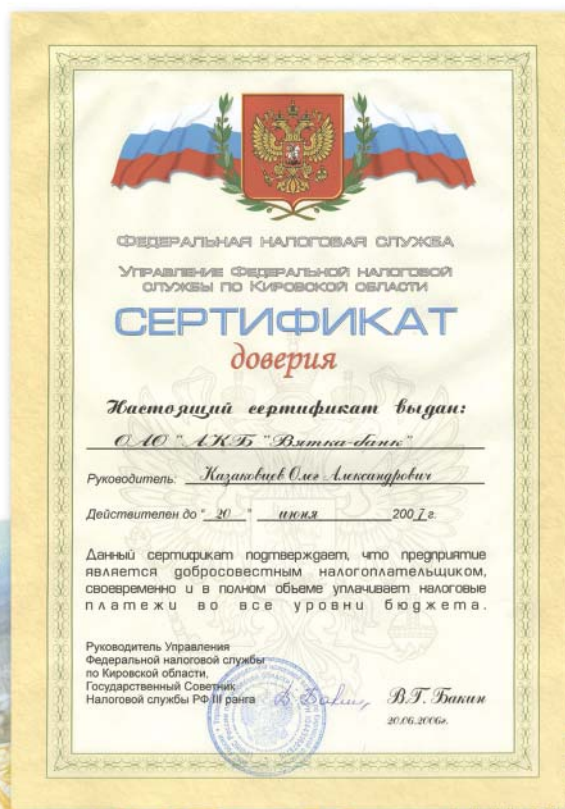 ФЕДЕРАЛЬНАЯ НАЛОГОВАЯ СЛУЖБА
УПРАВЛЕНИЕ ФЕДЕРАЛЬНОЙ НАЛОГОВОЙ
СЛУЖБЫ ПО КИРОВСКОЙ ОБЛАСТИ
СЕРТИФИКАТ
доверия
Настоящий сертификат выдан:
ОАО "АКБ "Вятка-банк"
Руководитель: Казаковцев Олег Александрович
Действителен до "20" июня 2007 г.
Данный сертификат подтверждает, что предприятие
является добросовестным налогоплательщиком,
своевременно и в полном объеме уплачивает налоговые
платежи во все уровни бюджета.
Руководитель Управления
Федеральной налоговой службы
по Кировской области,
Государственный Советник
Налоговой службы РФ III ранга В.Г. Бакин
20.06.2006г.